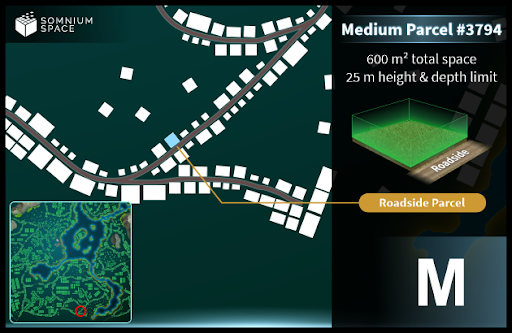 SOMNIUM
SPACE
Medium Parcel #3794
600 m² total space
25 m height & depth limit
Roadside
Roadside Parcel
M